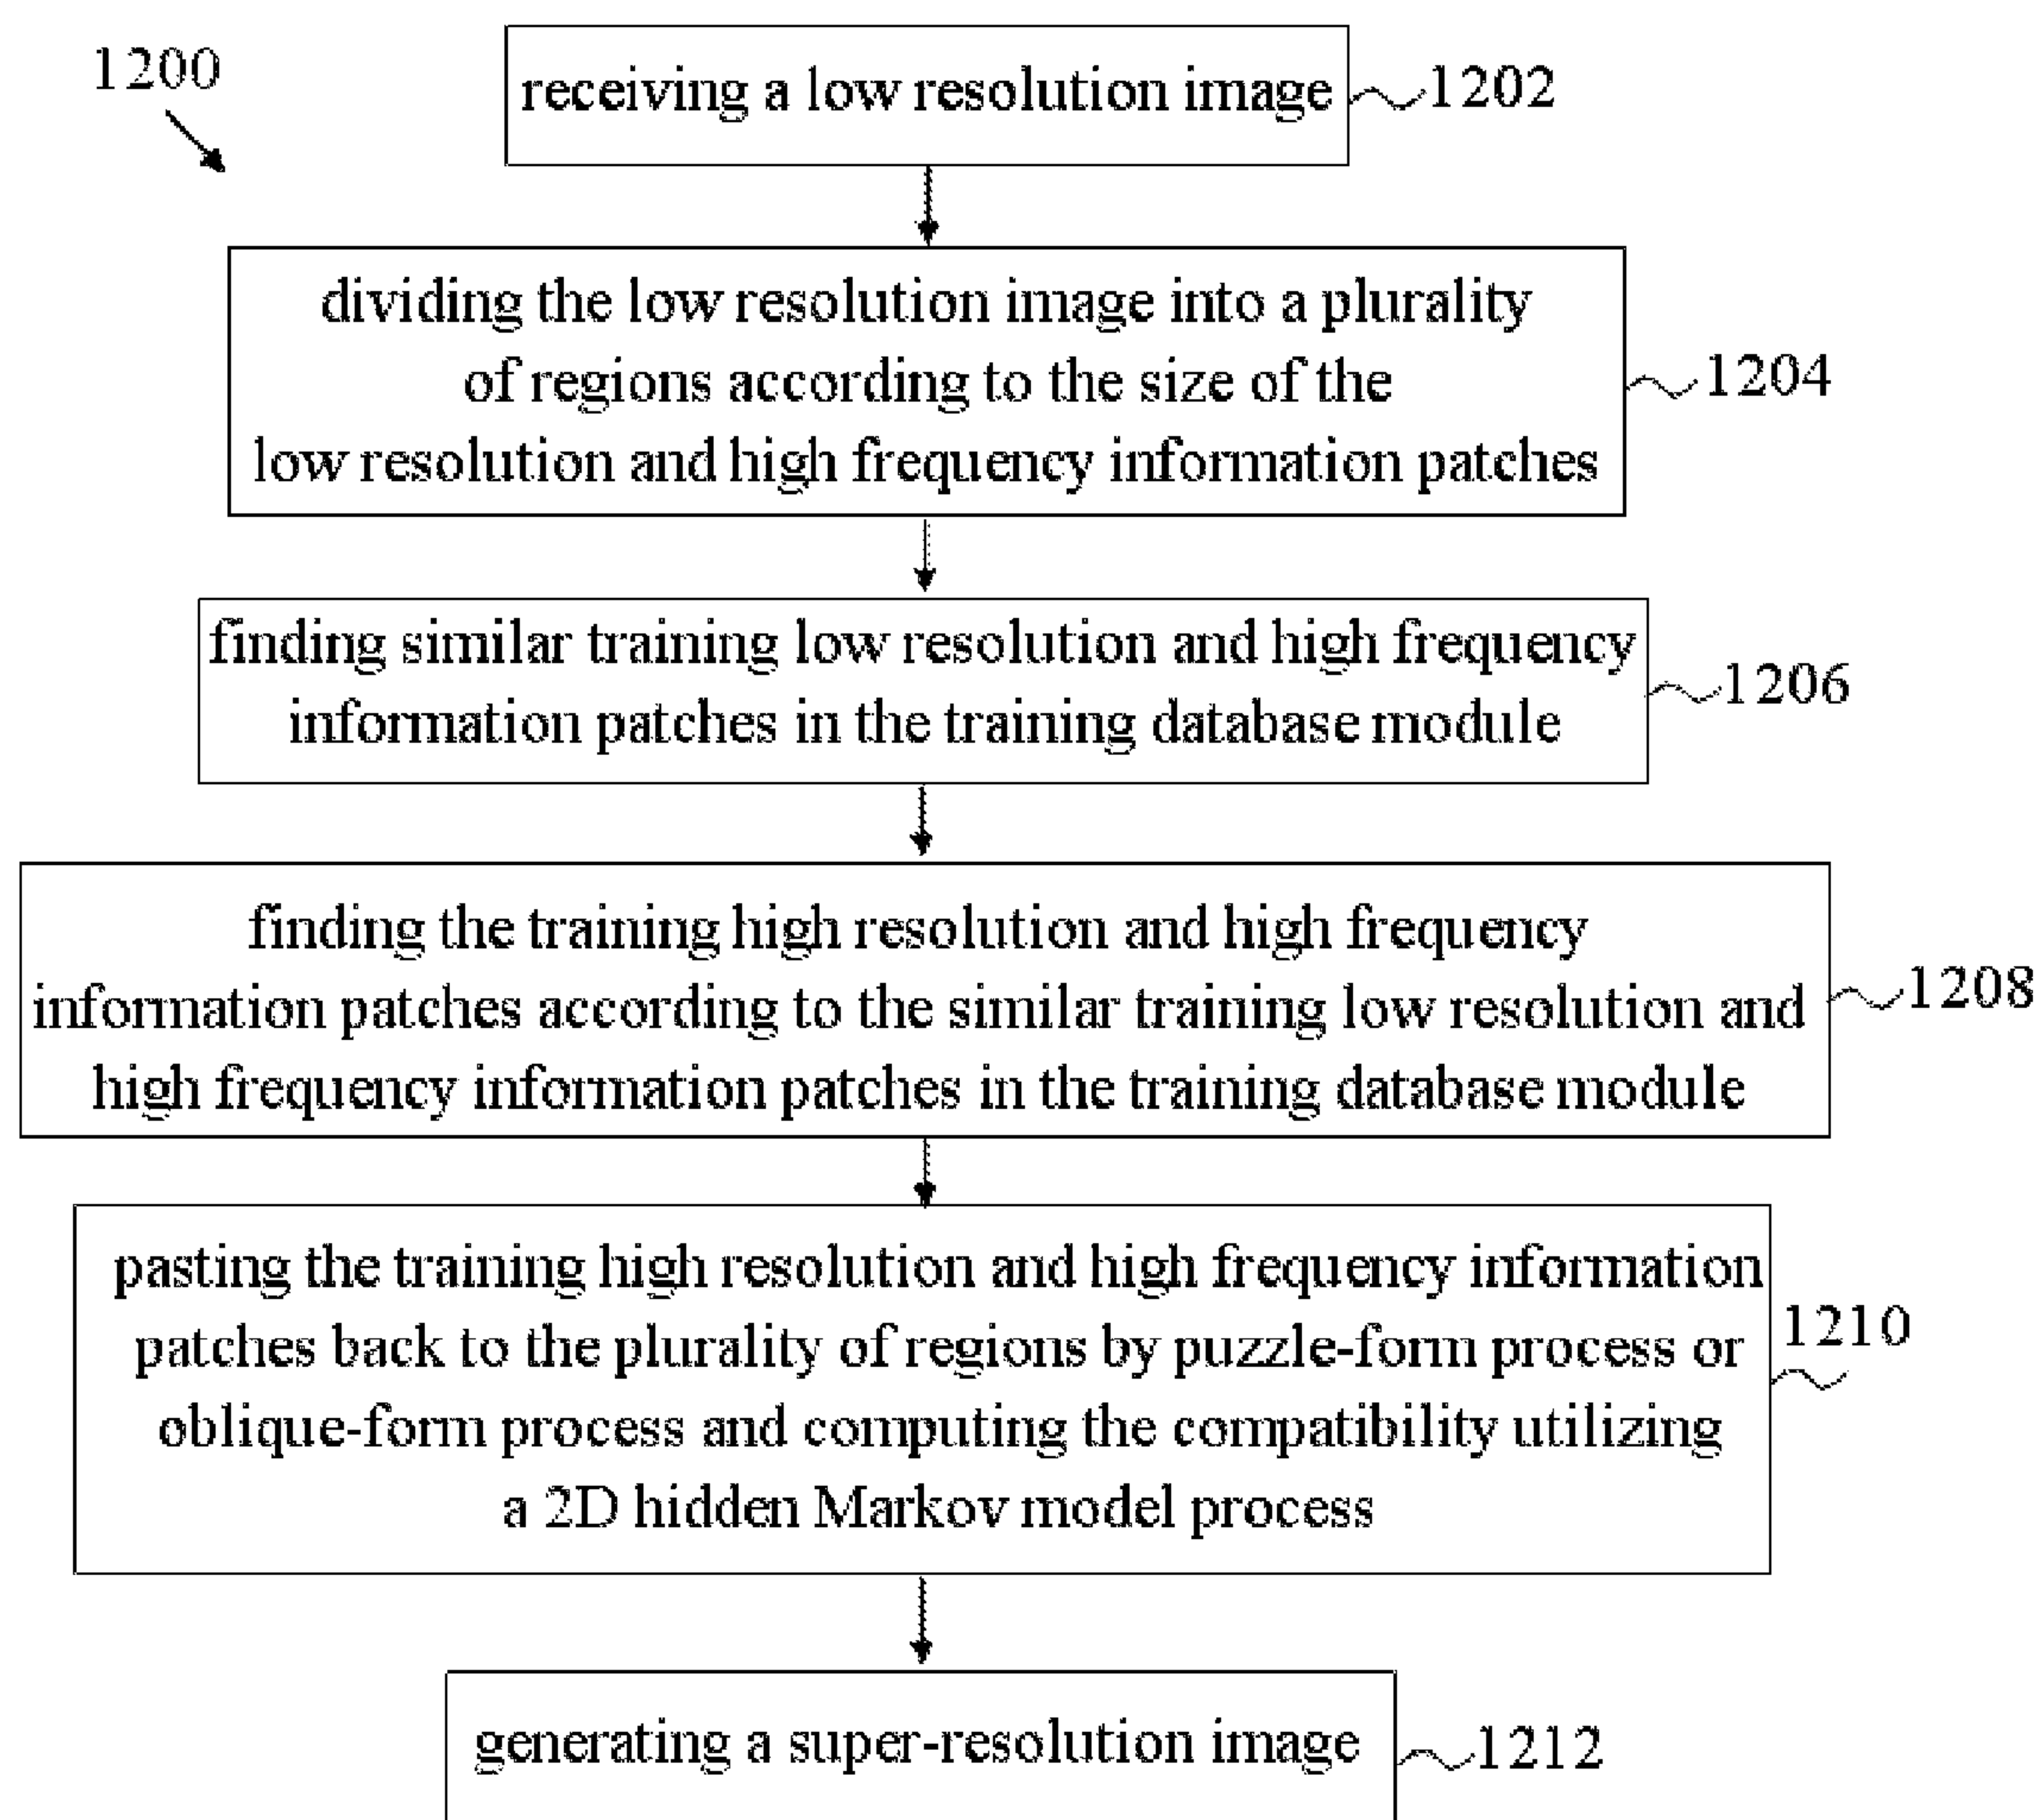 1200
receiving a low resolution image
1202
dividing the low resolution image into a plurality
of regions according to the size of the
low resolution and high frequency information patches
1204
finding similar training low resolution and high frequency
information patches in the training database module
1206
finding the training high resolution and high frequency
information patches according to the similar training low resolution and
high frequency information patches in the training database module
1208
pasting the training high resolution and high frequency information
patches back to the plurality of regions by puzzle-form process or
oblique-form process and computing the compatibility utilizing
a 2D hidden Markov model process
1210
generating a super-resolution image
1212